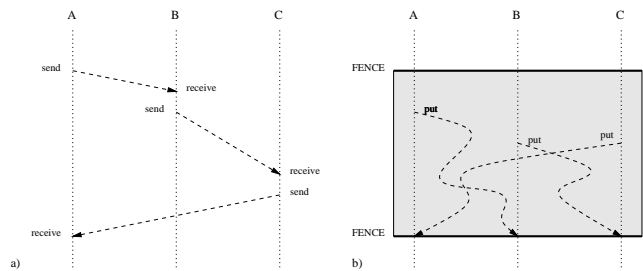 A B C
send
receive
send
receive
send
receive
a)
A B C
FENCE
put
put
put
FENCE
b)